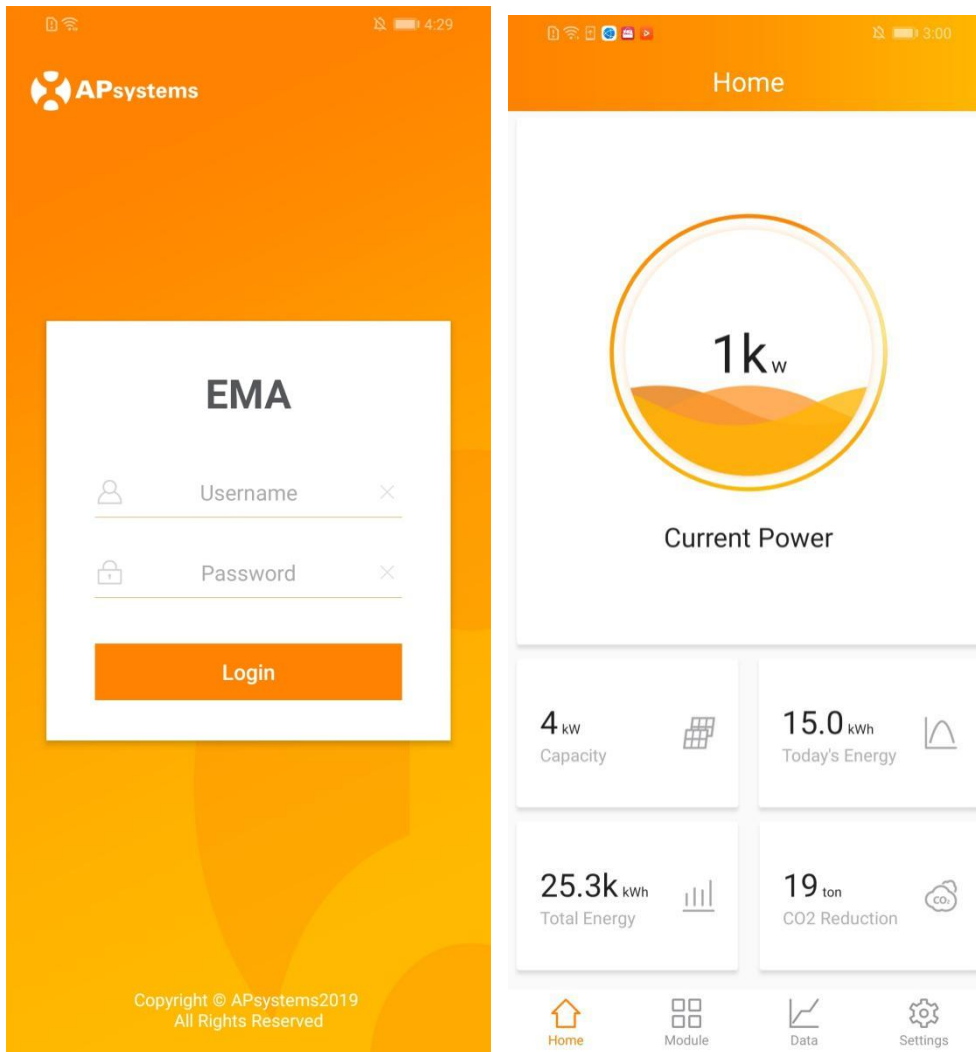 4:29
APsystems
EMA
Username
Password
Login
Copyright © APsystems2019
All Rights Reserved
3:00
Home
1kw
Current Power
4 kW
Capacity
15.0 kWh
Today's Energy
25.3k kWh
Total Energy
19 ton
CO2 Reduction
CO₂
Home
Module
Data
Settings